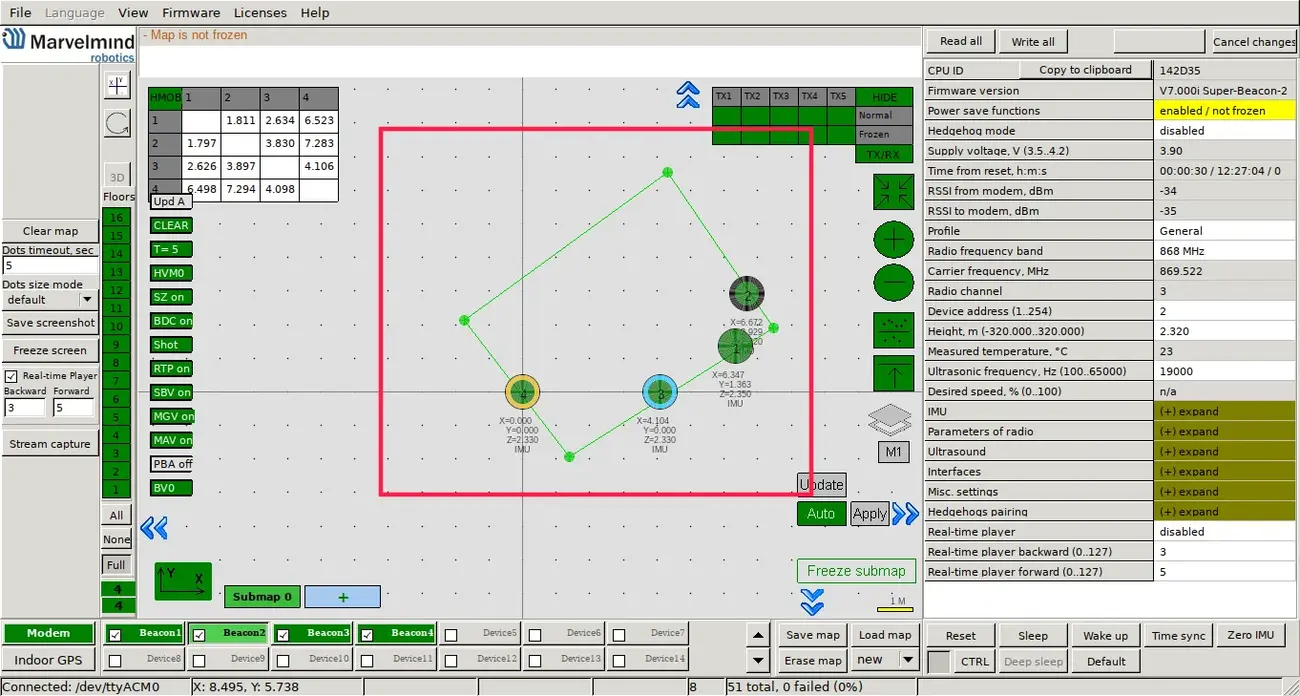 File Language View Firmware Licenses Help
Marvelmind
robotics
- Map is not frozen
Read all Write all Cancel changes
HMOB 1 2 3 4
1 1.811 2.634 6.523
2 1.797 3.830 7.283
3 2.626 3.897 4.106
4 6.498 7.294 4.098
TX1 TX2 TX3 TX4 TX5 HIDE
Normal
Frozen
TX/RX
3D
Floors
16
15
14
13
12
11
10
9
8
7
6
5
4
3
2
1
All
None
Full
4
4
Clear map
Dots timeout, sec
5
Dots size mode
default
Save screenshot
Freeze screen
Real-time Player
Backward Forward
3 5
Stream capture
Upd A
CLEAR
T= 5
HVM0
SZ on
BDC on
Shot
RTP on
SBV on
MGV on
MAV on
PBA off
BV0
2
X=6.672
1
X=6.347
Y=1.363
Z=2.350
IMU
4
X=0.000
Y=0.000
Z=2.330
IMU
3
X=4.104
Y=0.000
Z=2.330
IMU
M1
Update
Auto Apply
Freeze submap
1 M
Y X
Submap 0 +
CPU ID Copy to clipboard 142D35
Firmware version V7.000i Super-Beacon-2
Power save functions enabled / not frozen
Hedgehog mode disabled
Supply voltage, V (3.5..4.2) 3.90
Time from reset, h:m:s 00:00:30 / 12:27:04 / 0
RSSI from modem, dBm -34
RSSI to modem, dBm -35
Profile General
Radio frequency band 868 MHz
Carrier frequency, MHz 869.522
Radio channel 3
Device address (1..254) 2
Height, m (-320.000..320.000) 2.320
Measured temperature, °C 23
Ultrasonic frequency, Hz (100..65000) 19000
Desired speed, % (0..100) n/a
IMU (+) expand
Parameters of radio (+) expand
Ultrasound (+) expand
Interfaces (+) expand
Misc. settings (+) expand
Hedgehogs pairing (+) expand
Real-time player disabled
Real-time player backward (0..127) 3
Real-time player forward (0..127) 5
Modem Beacon1 Beacon2 Beacon3 Beacon4 Device5 Device6 Device7
Indoor GPS Device8 Device9 Device10 Device11 Device12 Device13 Device14
Save map Load map
Erase map new
Reset Sleep Wake up Time sync Zero IMU
CTRL Deep sleep Default
Connected: /dev/ttyACM0 X: 8.495, Y: 5.738 8 51 total, 0 failed (0%)